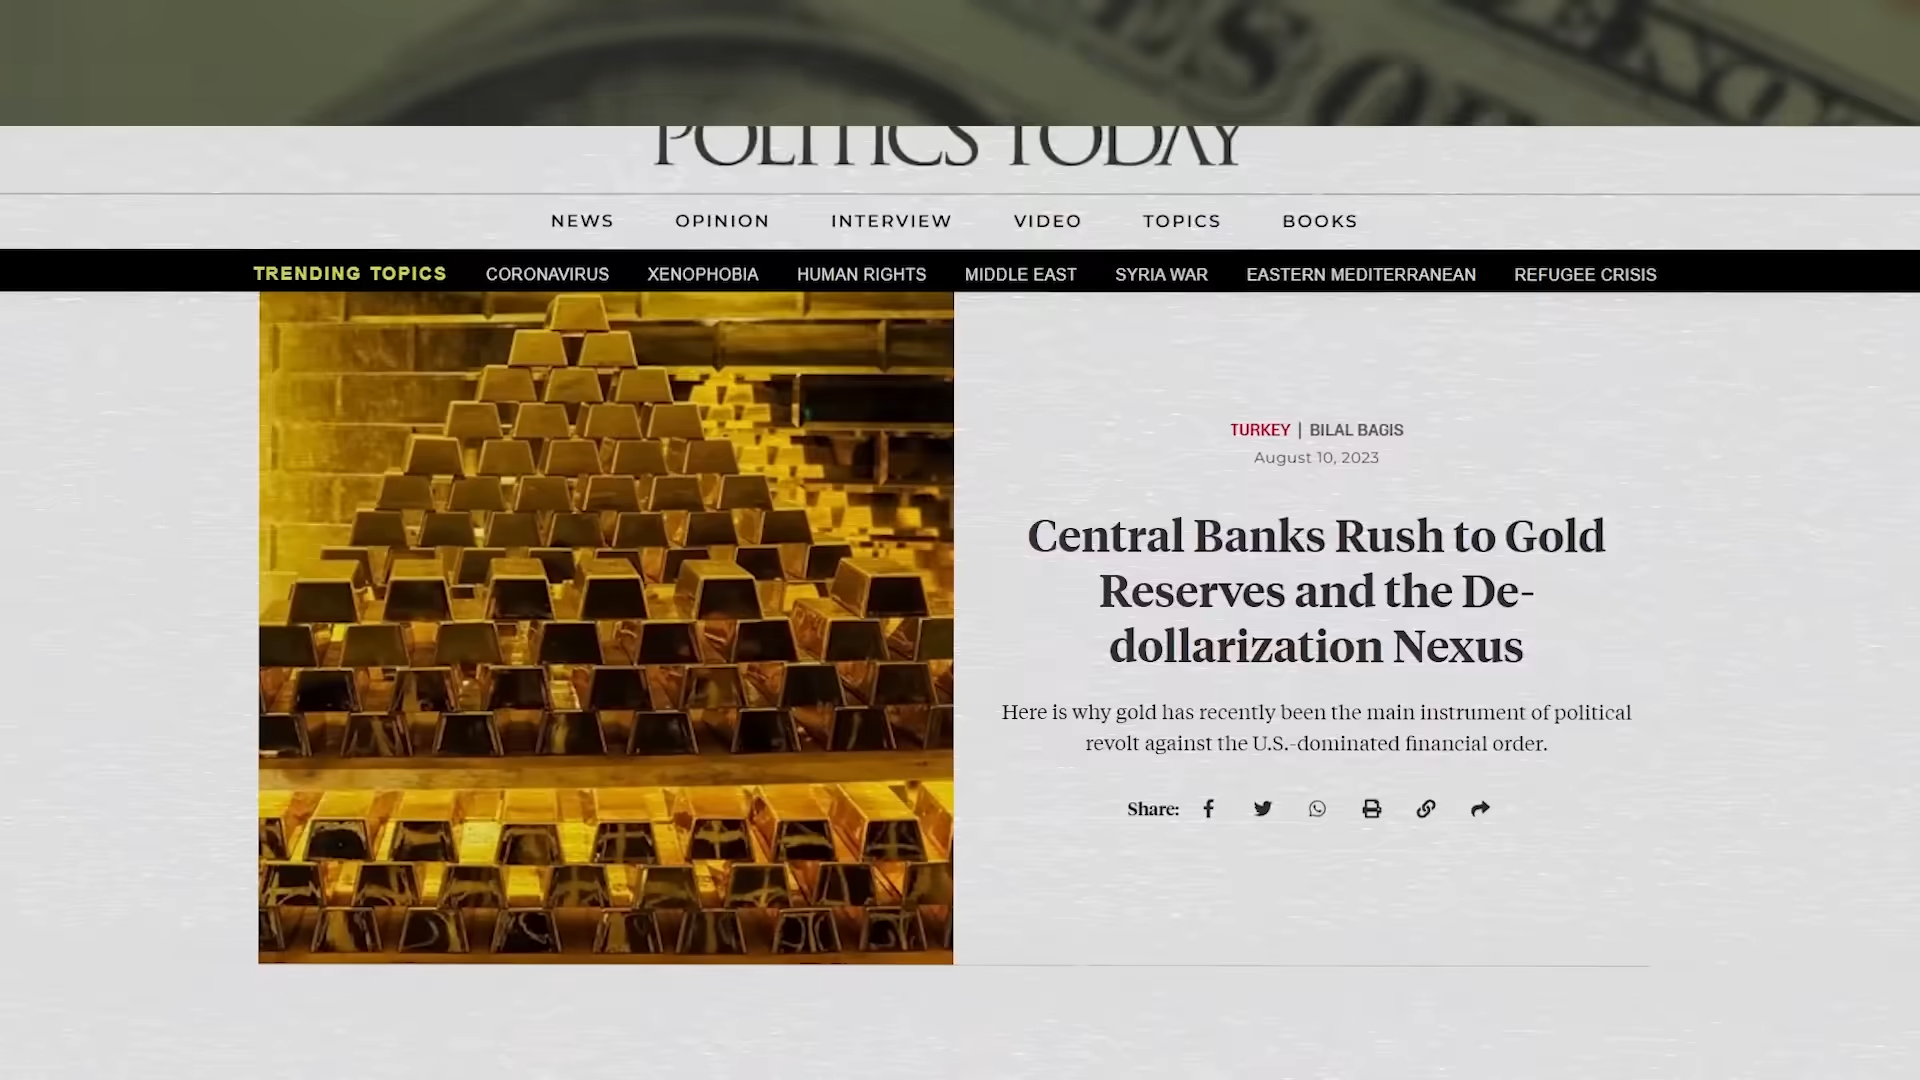 POLITICS TODAY
NEWS OPINION INTERVIEW VIDEO TOPICS BOOKS
TRENDING TOPICS CORONAVIRUS XENOPHOBIA HUMAN RIGHTS MIDDLE EAST SYRIA WAR EASTERN MEDITERRANEAN REFUGEE CRISIS
TURKEY | BILAL BAGIS
August 10, 2023
Central Banks Rush to Gold
Reserves and the De-
dollarization Nexus
Here is why gold has recently been the main instrument of political
revolt against the U.S.-dominated financial order.
Share: